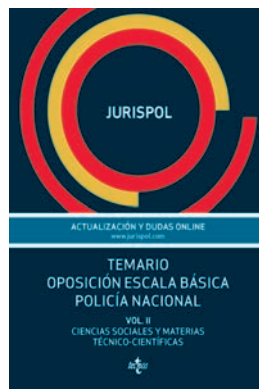 JURISPOL
ACTUALIZACIÓN Y DUDAS ONLINE
www.jurispol.com
TEMARIO
OPOSICIÓN ESCALA BÁSICA
POLICÍA NACIONAL
VOL. II
CIENCIAS SOCIALES Y MATERIAS
TÉCNICO-CIENTÍFICAS